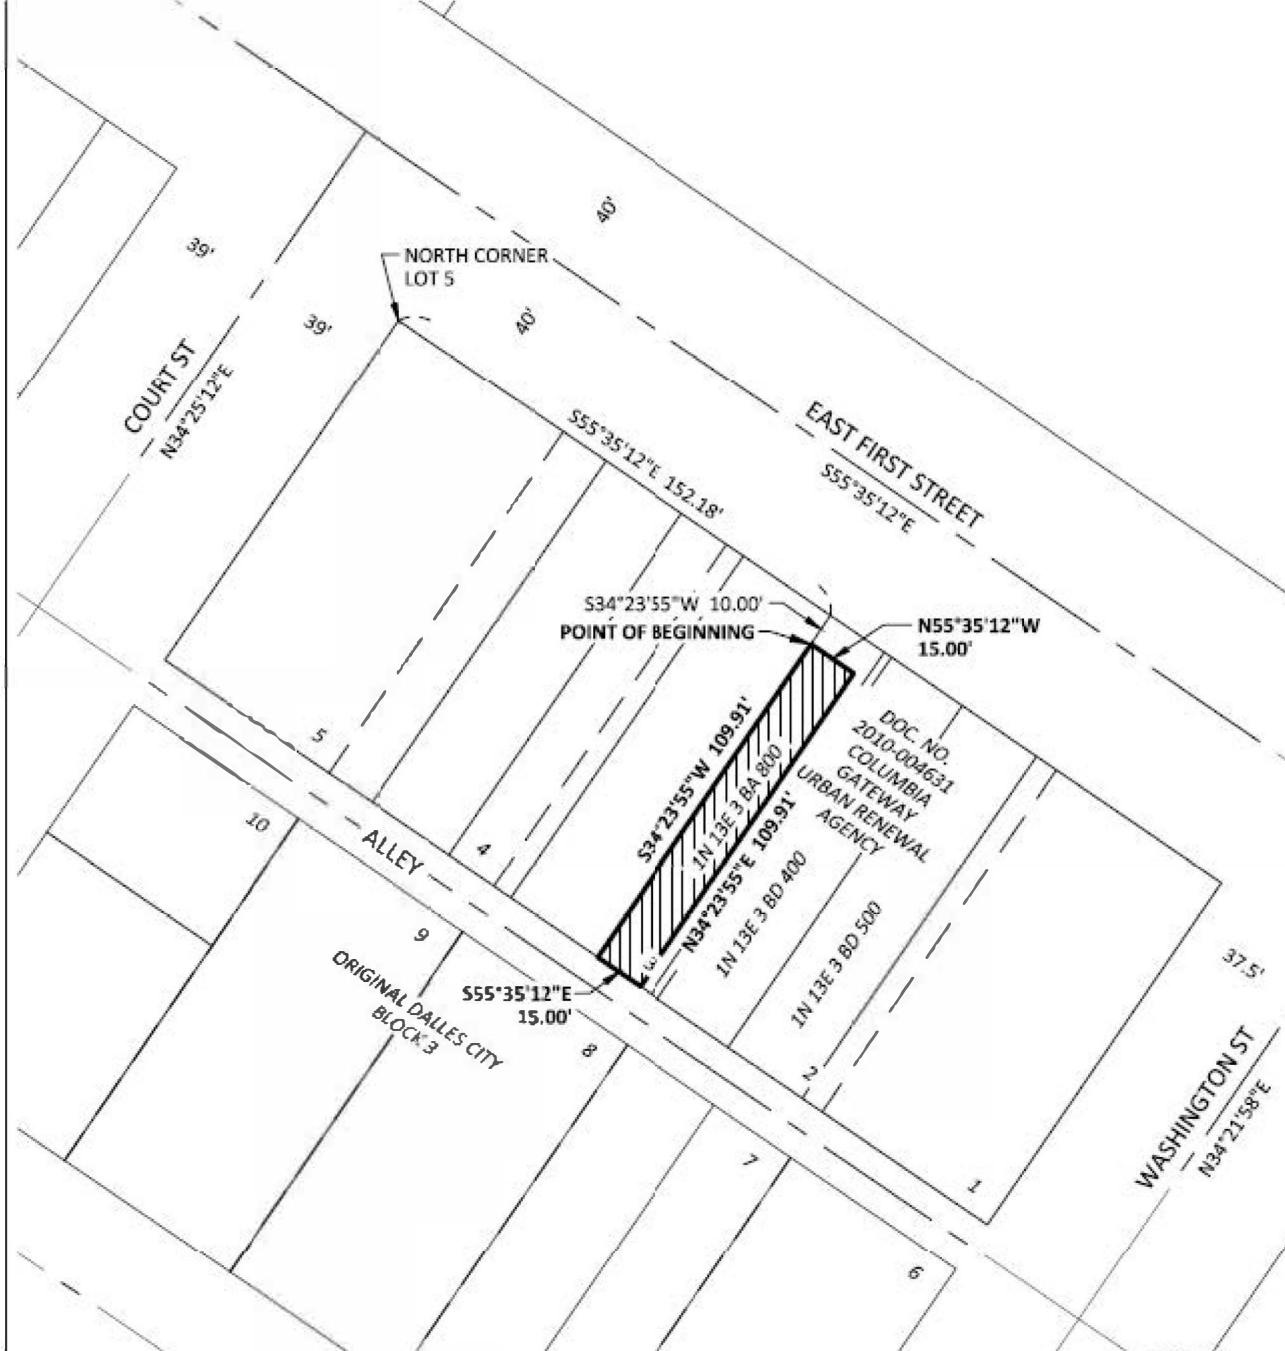 40'
39'
NORTH CORNER
LOT 5
39'
40'
COURT ST
N34°25'12"E
EAST FIRST STREET
S55°35'12"E
S55°35'12"E 152.18'
S34°23'55"W 10.00'
POINT OF BEGINNING
N55°35'12"W
15.00'
S34°23'55"W 109.91'
1N 13E 3 BA 800
N34°23'55"E 109.91'
DOC. NO.
2010-004631
COLUMBIA
GATEWAY
URBAN RENEWAL
AGENCY
1N 13E 3 BD 400
1N 13E 3 BD 500
5
4
3
2
1
10
ALLEY
9
8
7
6
ORIGINAL DALLES CITY
BLOCK 3
S55°35'12"E
15.00'
37.5'
WASHINGTON ST
N34°21'58"E